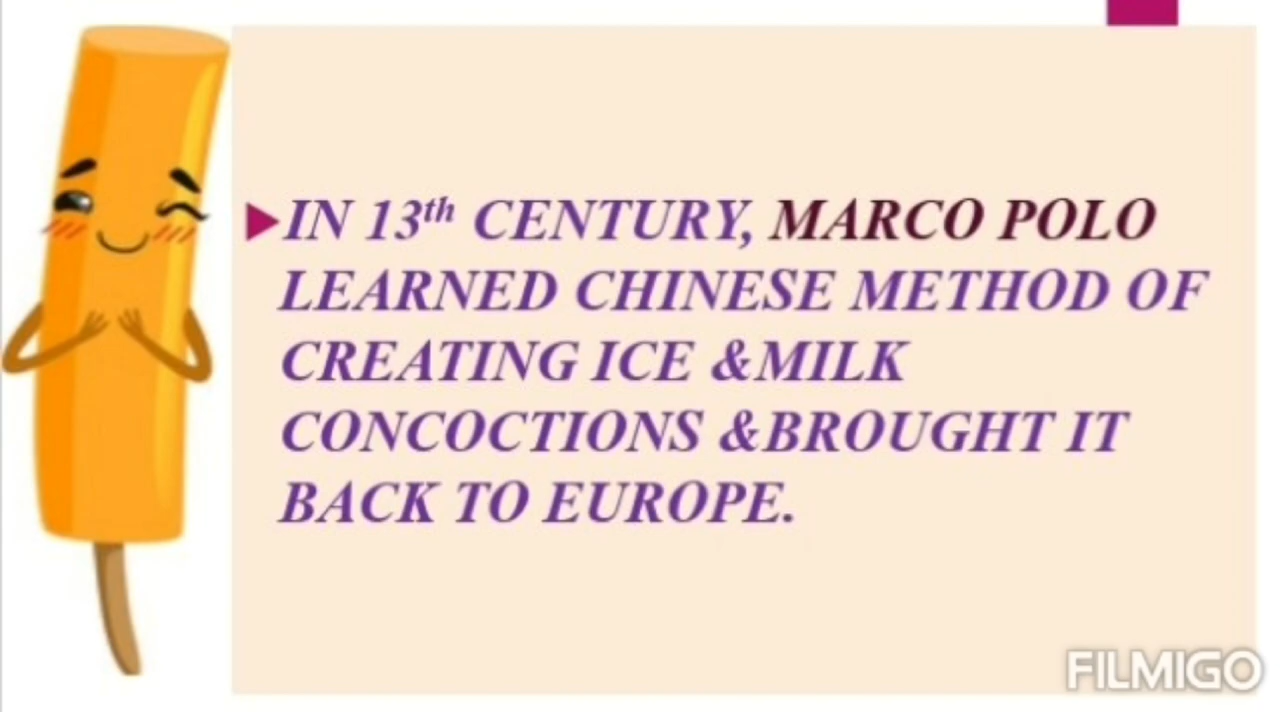 IN 13th CENTURY, MARCO POLO
LEARNED CHINESE METHOD OF
CREATING ICE &MILK
CONCOCTIONS &BROUGHT IT
BACK TO EUROPE.
FILMIGO